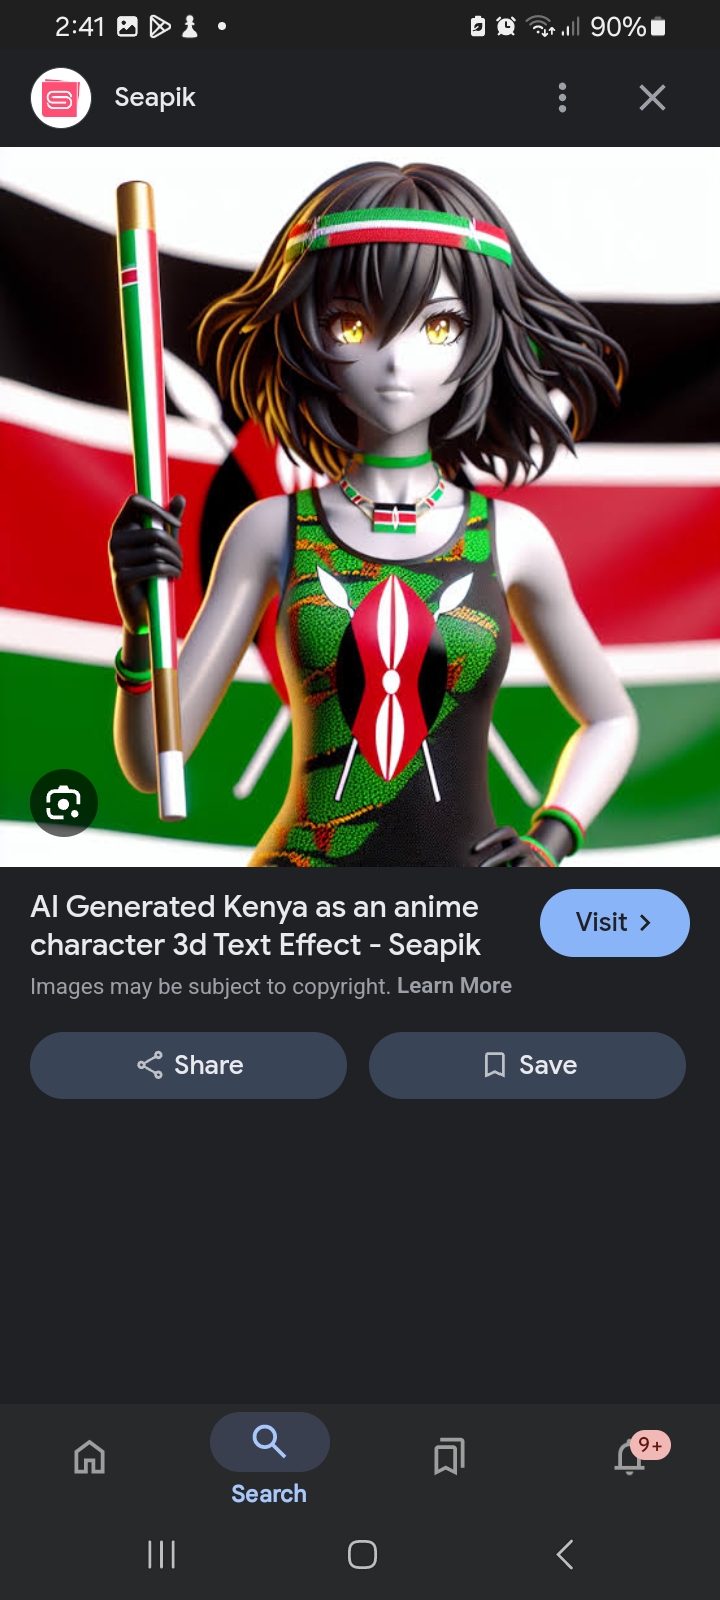 2:41
90%
Seapik
AI Generated Kenya as an anime
character 3d Text Effect - Seapik
Visit
Images may be subject to copyright. Learn More
Share
Save
9+
Search